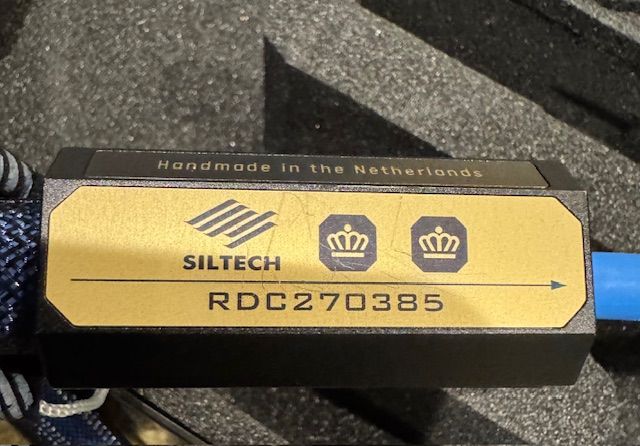 Handmade in the Netherlands
SILTECH
RDC270385